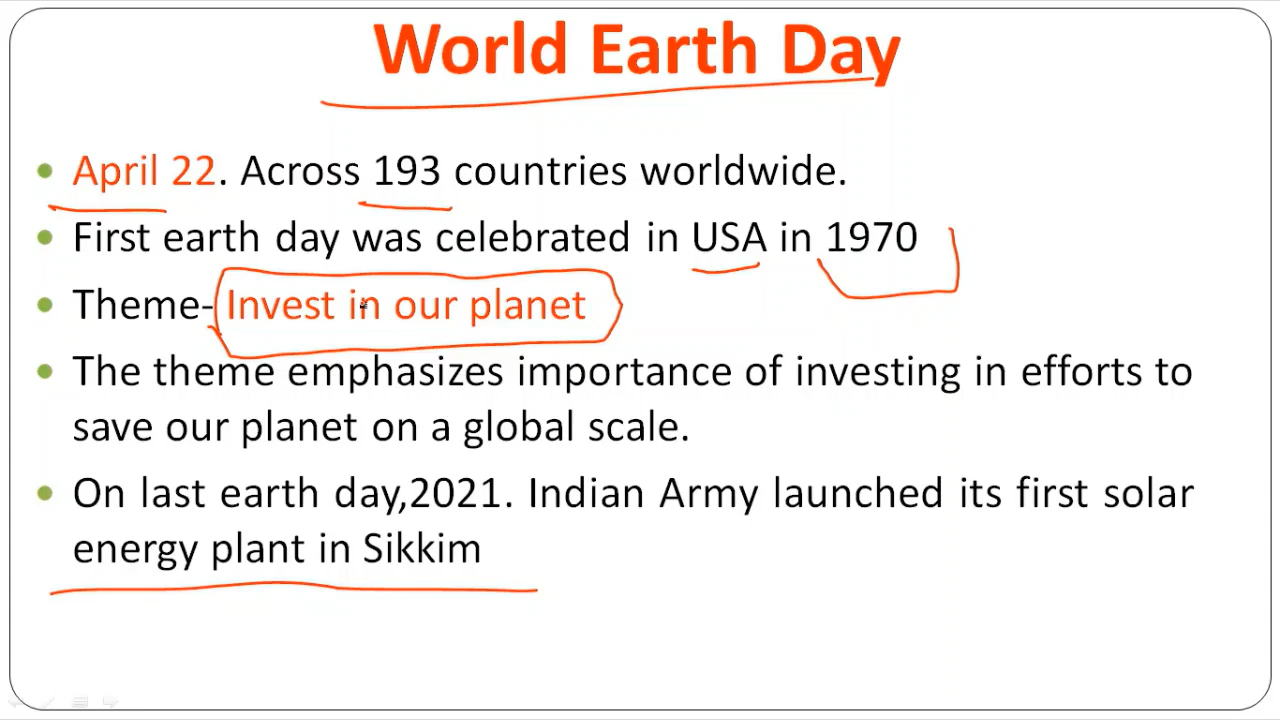 World Earth Day
• April 22. Across 193 countries worldwide.
• First earth day was celebrated in USA in 1970
• Theme- Invest in our planet
• The theme emphasizes importance of investing in efforts to
save our planet on a global scale.
• On last earth day,2021. Indian Army launched its first solar
energy plant in Sikkim